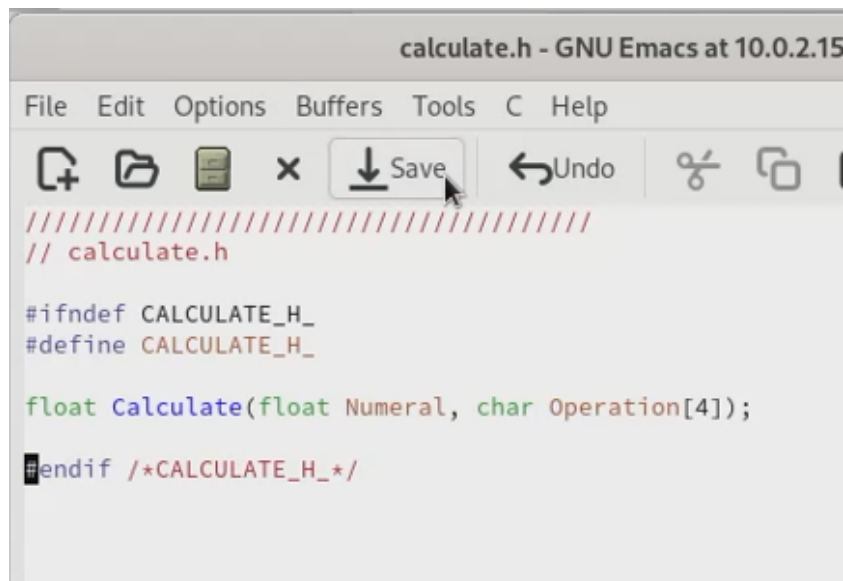 calculate.h - GNU Emacs at 10.0.2.15
File Edit Options Buffers Tools C Help
Save Undo
///////////////////////////////////////
// calculate.h
#ifndef CALCULATE_H_
#define CALCULATE_H_
float Calculate(float Numeral, char Operation[4]);
#endif /*CALCULATE_H_*/